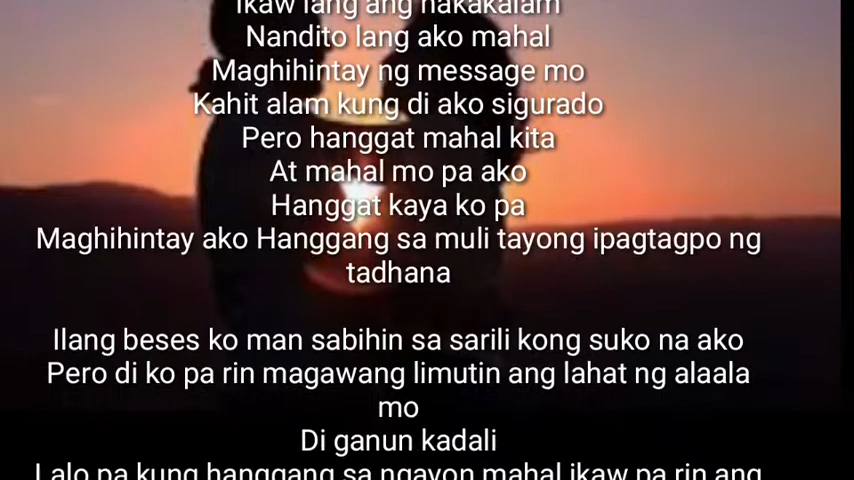 Ikaw lang ang nakakalam
Nandito lang ako mahal
Maghihintay ng message mo
Kahit alam kung di ako sigurado
Pero hanggat mahal kita
At mahal mo pa ako
Hanggat kaya ko pa
Maghihintay ako Hanggang sa muli tayong ipagtagpo ng
tadhana
Ilang beses ko man sabihin sa sarili kong suko na ako
Pero di ko pa rin magawang limutin ang lahat ng alaala
mo
Di ganun kadali
Lalo pa kung hanggang sa ngayon mahal ikaw pa rin ang